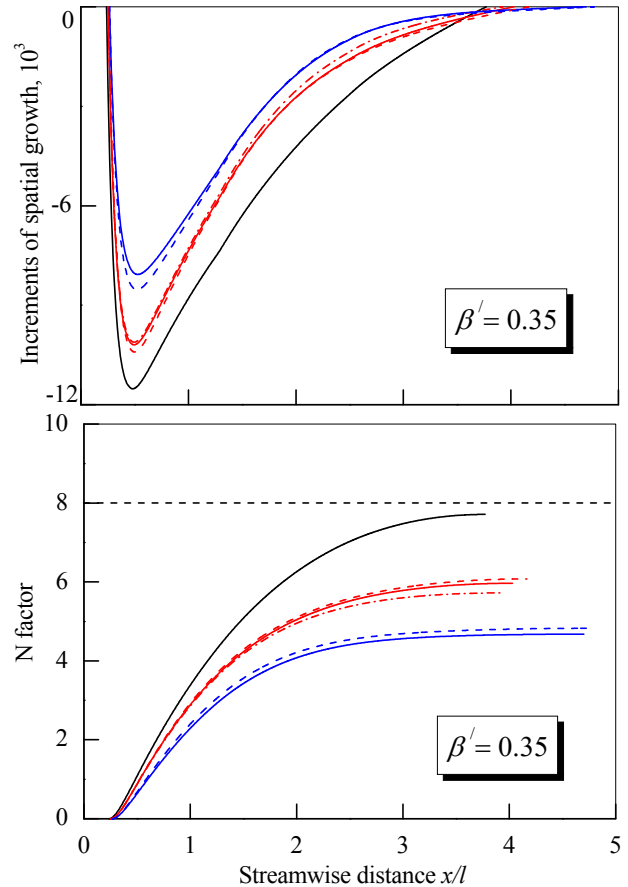 Increments of spatial growth, 10³
0
-6
-12
β′ = 0.35
N factor
10
8
6
4
2
0
β′ = 0.35
0 1 2 3 4 5
Streamwise distance x/l